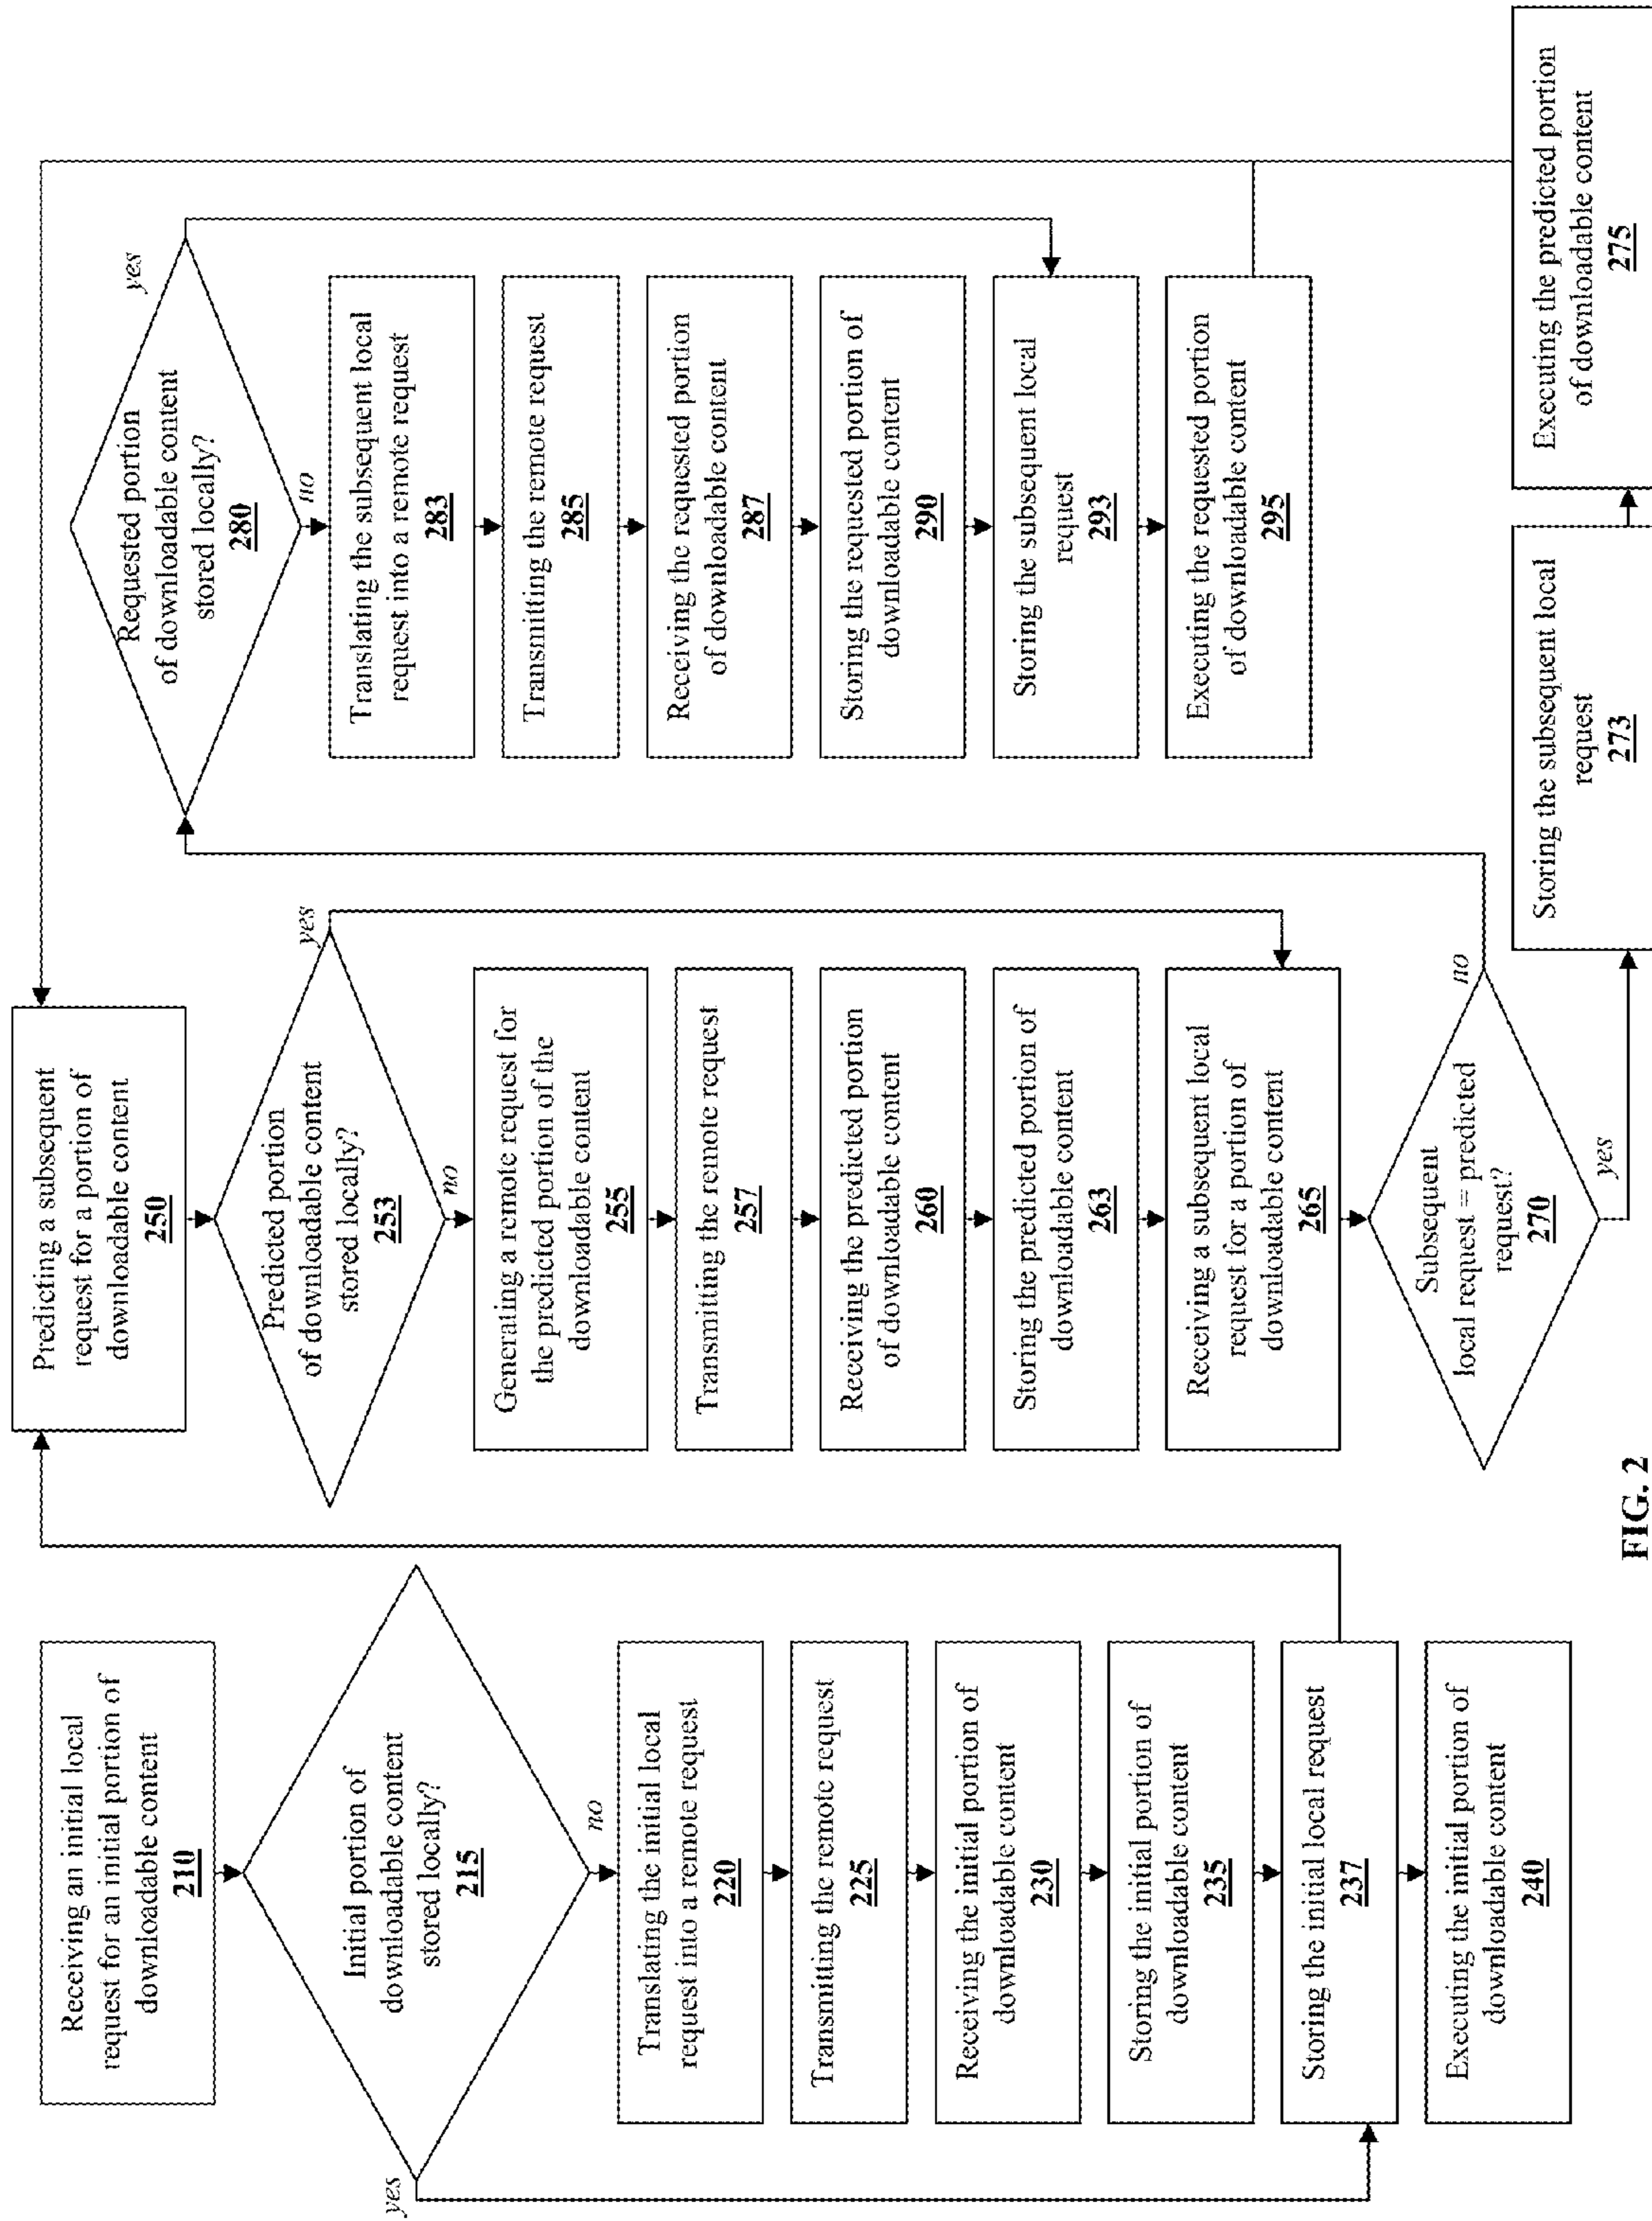 Receiving an initial local
request for an initial portion of
downloadable content
210
Initial portion of
downloadable content
stored locally?
215
yes
no
Translating the initial local
request into a remote request
220
Transmitting the remote request
225
Receiving the initial portion of
downloadable content
230
Storing the initial portion of
downloadable content
235
Storing the initial local request
237
Executing the initial portion of
downloadable content
240
Predicting a subsequent
request for a portion of
downloadable content
250
Predicted portion
of downloadable content
stored locally?
253
yes
no
Generating a remote request for
the predicted portion of the
downloadable content
255
Transmitting the remote request
257
Receiving the predicted portion
of downloadable content
260
Storing the predicted portion of
downloadable content
263
Receiving a subsequent local
request for a portion of
downloadable content
265
Subsequent
local request = predicted
request?
270
no
yes
Storing the subsequent local
request
273
Executing the predicted portion
of downloadable content
275
Requested portion
of downloadable content
stored locally?
280
yes
no
Translating the subsequent local
request into a remote request
283
Transmitting the remote request
285
Receiving the requested portion
of downloadable content
287
Storing the requested portion of
downloadable content
290
Storing the subsequent local
request
293
Executing the requested portion
of downloadable content
295
FIG. 2